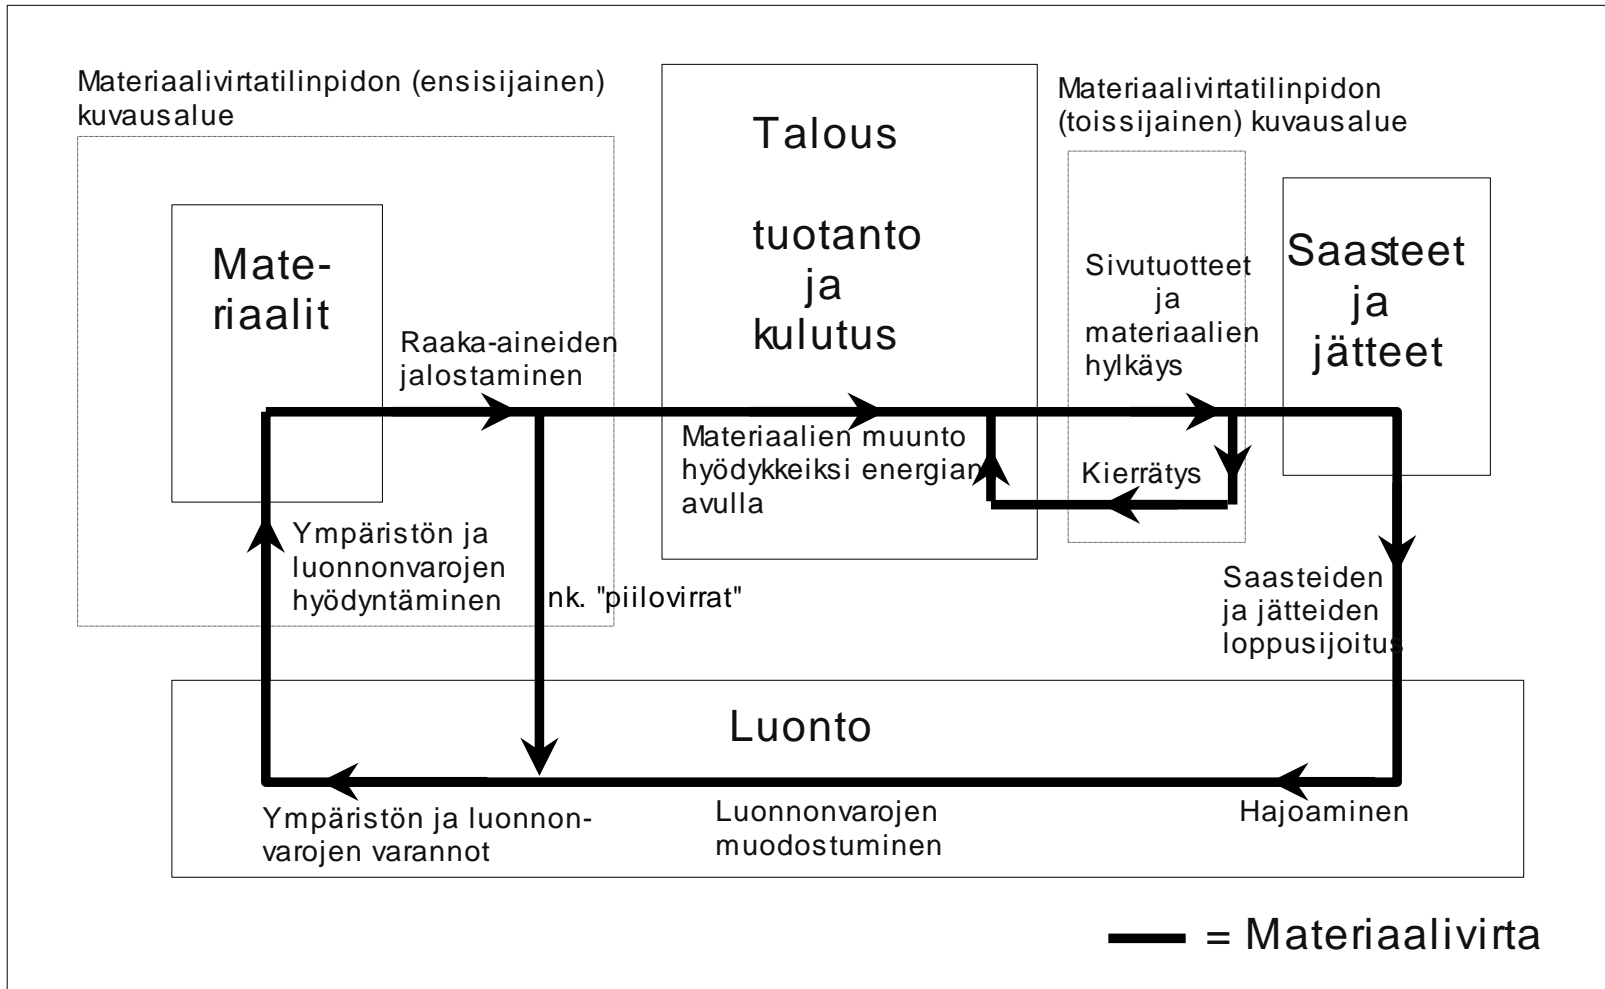 Materiaalivirtatilinpidon (ensisijainen)
kuvausalue
Materiaalivirtatilinpidon
(toissijainen) kuvausalue
Talous
tuotanto
ja
kulutus
Mate-
riaalit
Saasteet
ja
jätteet
Sivutuotteet
ja
materiaalien
hylkäys
Raaka-aineiden
jalostaminen
Materiaalien muunto
hyödykkeiksi energian
avulla
Kierrätys
Ympäristön ja
luonnonvarojen
hyödyntäminen
nk. "piilovirrat"
Saasteiden
ja jätteiden
loppusijoitus
Luonto
Ympäristön ja luonnon-
varojen varannot
Luonnonvarojen
muodostuminen
Hajoaminen
= Materiaalivirta